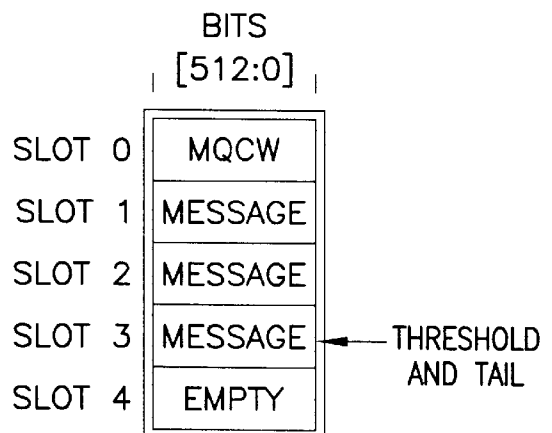 BITS
[512:0]
SLOT 0 MQCW
SLOT 1 MESSAGE
SLOT 2 MESSAGE
SLOT 3 MESSAGE THRESHOLD AND TAIL
SLOT 4 EMPTY